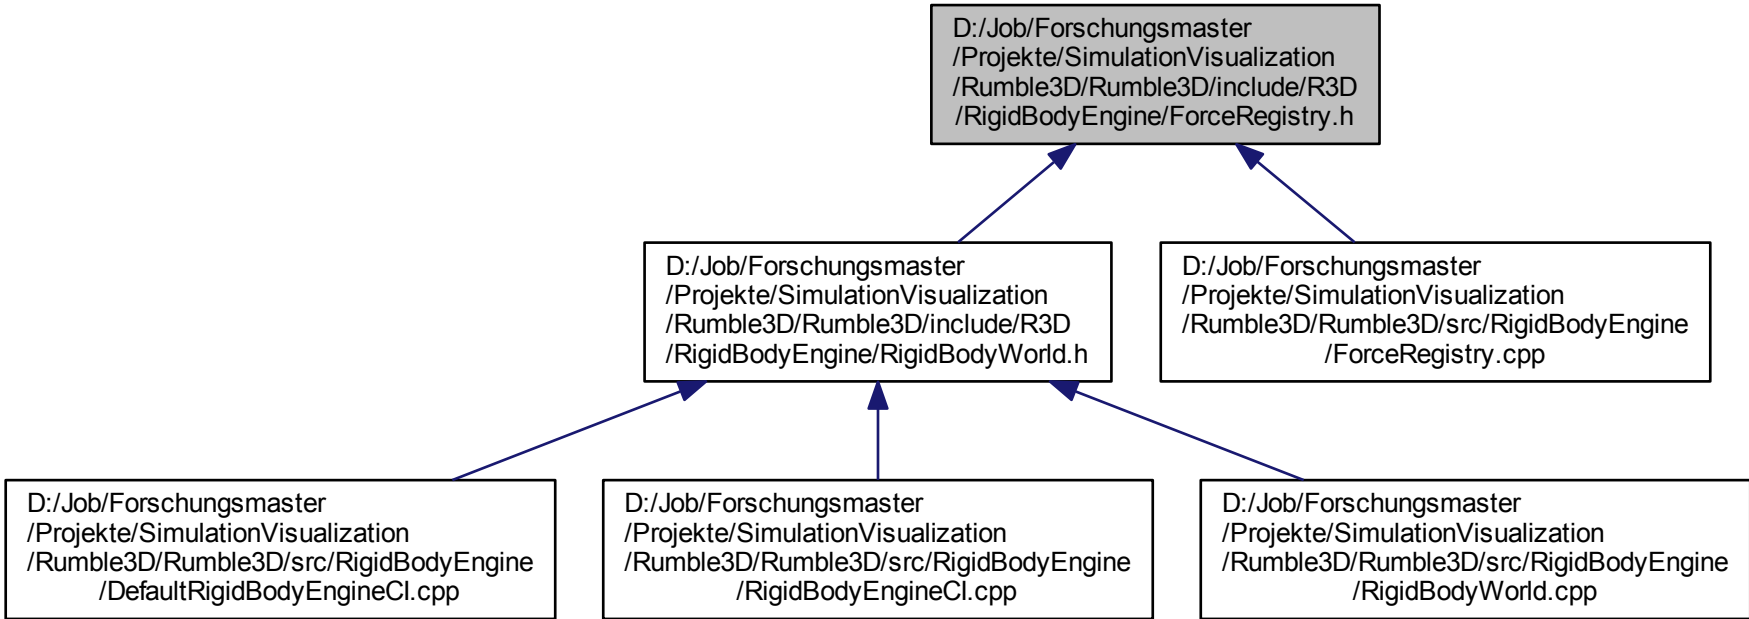 D:/Job/Forschungsmaster
/Projekte/SimulationVisualization
/Rumble3D/Rumble3D/include/R3D
/RigidBodyEngine/ForceRegistry.h
D:/Job/Forschungsmaster
/Projekte/SimulationVisualization
/Rumble3D/Rumble3D/include/R3D
/RigidBodyEngine/RigidBodyWorld.h
D:/Job/Forschungsmaster
/Projekte/SimulationVisualization
/Rumble3D/Rumble3D/src/RigidBodyEngine
/ForceRegistry.cpp
D:/Job/Forschungsmaster
/Projekte/SimulationVisualization
/Rumble3D/Rumble3D/src/RigidBodyEngine
/DefaultRigidBodyEngineCI.cpp
D:/Job/Forschungsmaster
/Projekte/SimulationVisualization
/Rumble3D/Rumble3D/src/RigidBodyEngine
/RigidBodyEngineCI.cpp
D:/Job/Forschungsmaster
/Projekte/SimulationVisualization
/Rumble3D/Rumble3D/src/RigidBodyEngine
/RigidBodyWorld.cpp